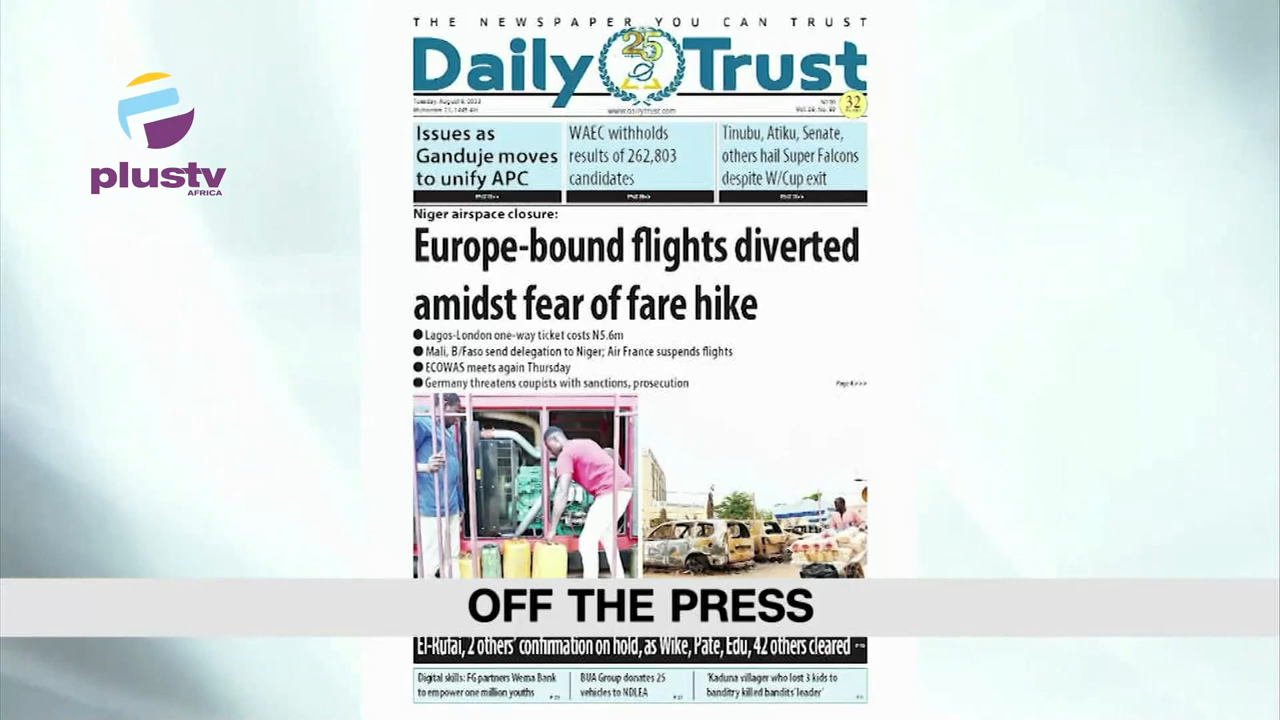 THE NEWSPAPER YOU CAN TRUST
Daily 25 Trust
plustv
AFRICA
Tuesday, August 8, 2023
www.dailytrust.com
32
Issues as
Ganduje moves
to unify APC
WAEC withholds
results of 262,803
candidates
Tinubu, Atiku, Senate,
others hail Super Falcons
despite W/Cup exit
Niger airspace closure:
Europe-bound flights diverted
amidst fear of fare hike
Lagos-London one-way ticket costs N5.6m
Mali, B/Faso send delegation to Niger; Air France suspends flights
ECOWAS meets again Thursday
Germany threatens coupists with sanctions, prosecution
OFF THE PRESS
El-Rufai, 2 others' confirmation on hold, as Wike, Pate, Edu, 42 others cleared
Digital skills: FG partners Wema Bank
to empower one million youths
BUA Group donates 25
vehicles to NDLEA
'Kaduna villager who lost 3 kids to
banditry killed bandits' leader'